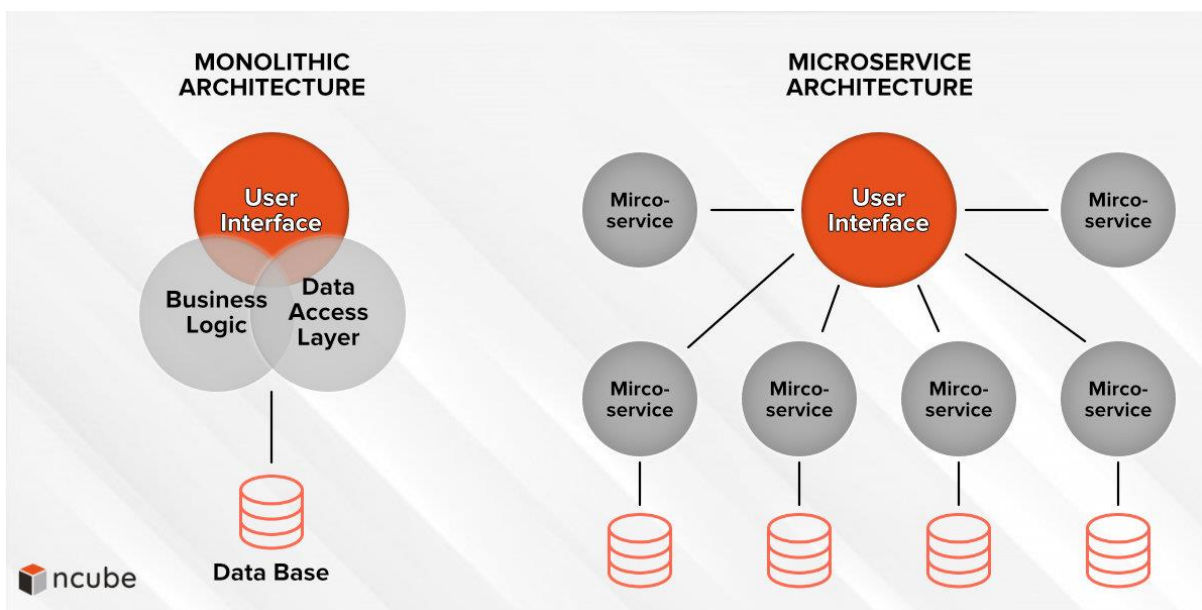 MONOLITHIC
ARCHITECTURE
User
Interface
Business
Logic
Data
Access
Layer
Data Base
ncube
MICROSERVICE
ARCHITECTURE
Mirco-
service
User
Interface
Mirco-
service
Mirco-
service
Mirco-
service
Mirco-
service
Mirco-
service